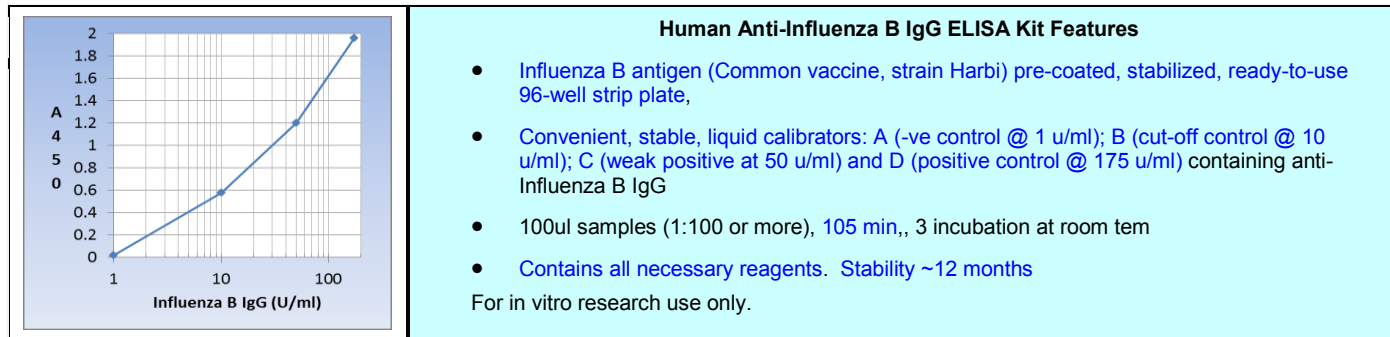 2
1.8
1.6
1.4
1.2
1
0.8
0.6
0.4
0.2
0
A
4
5
0
1 10 100
Influenza B IgG (U/ml)
Human Anti-Influenza B IgG ELISA Kit Features
• Influenza B antigen (Common vaccine, strain Harbi) pre-coated, stabilized, ready-to-use
96-well strip plate,
• Convenient, stable, liquid calibrators: A (-ve control @ 1 u/ml); B (cut-off control @ 10
u/ml); C (weak positive at 50 u/ml) and D (positive control @ 175 u/ml) containing anti-
Influenza B IgG
• 100ul samples (1:100 or more), 105 min,, 3 incubation at room tem
• Contains all necessary reagents. Stability ~12 months
For in vitro research use only.